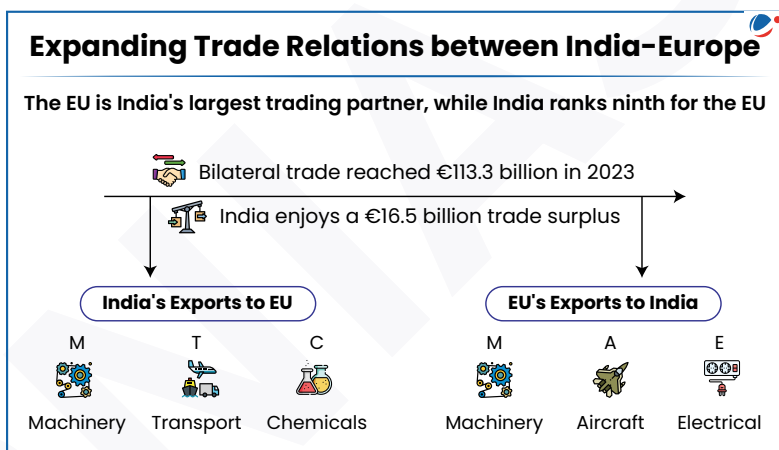 Expanding Trade Relations between India-Europe
The EU is India's largest trading partner, while India ranks ninth for the EU
Bilateral trade reached €113.3 billion in 2023
India enjoys a €16.5 billion trade surplus
India's Exports to EU
EU's Exports to India
M T C
M A E
Machinery Transport Chemicals
Machinery Aircraft Electrical